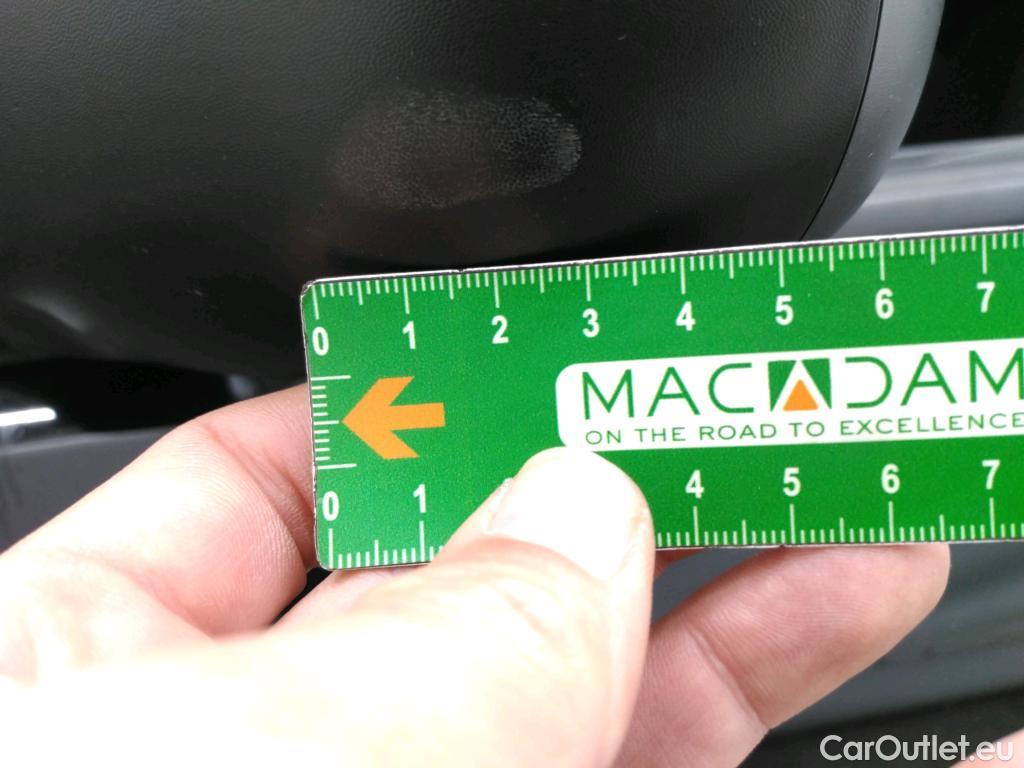 0 1 2 3 4 5 6 7
MACADAM
ON THE ROAD TO EXCELLENCE
0 1 4 5 6 7
CarOutlet.eu